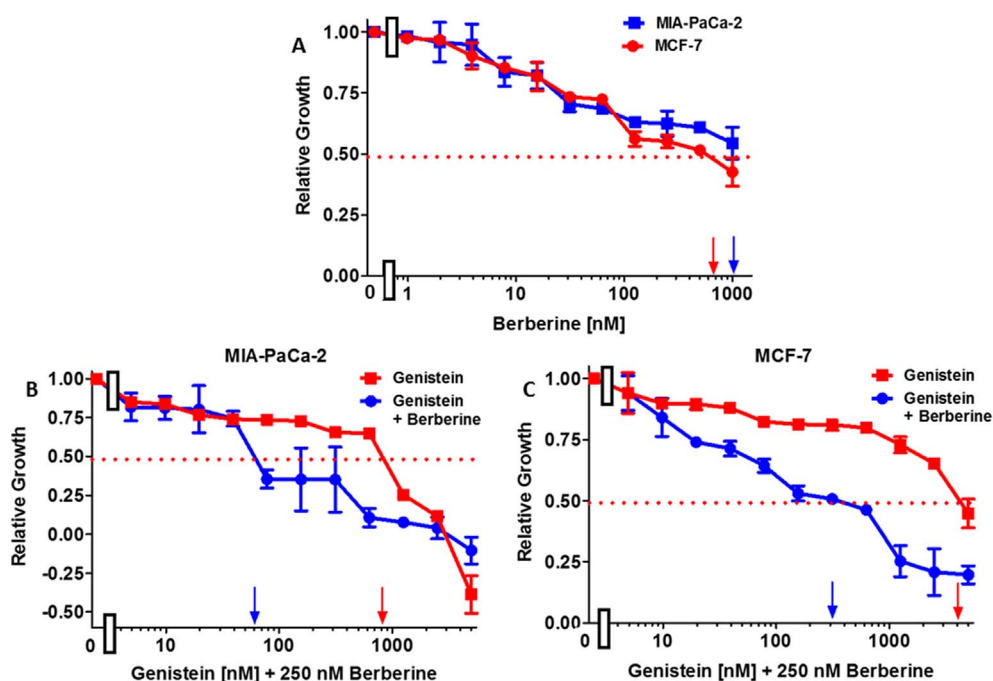 A
MIA-PaCa-2
MCF-7
Relative Growth
1.00
0.75
0.50
0.25
0.00
0 1 10 100 1000
Berberine [nM]
MIA-PaCa-2
B
Genistein
Genistein
+ Berberine
Relative Growth
1.00
0.75
0.50
0.25
0.00
-0.25
-0.50
0 10 100 1000
Genistein [nM] + 250 nM Berberine
MCF-7
C
Genistein
Genistein
+ Berberine
Relative Growth
1.00
0.75
0.50
0.25
0.00
0 10 100 1000
Genistein [nM] + 250 nM Berberine